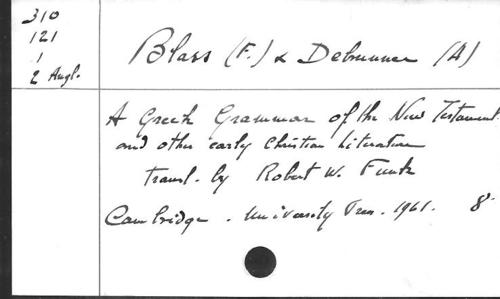 310
121
1
2 Angl.
Blass (F.) & Debrunner (A)
A Greek Grammar of the New Testament
and other early Christian Literature
transl. by Robert W. Funk
Cambridge. University Press. 1961. 8°